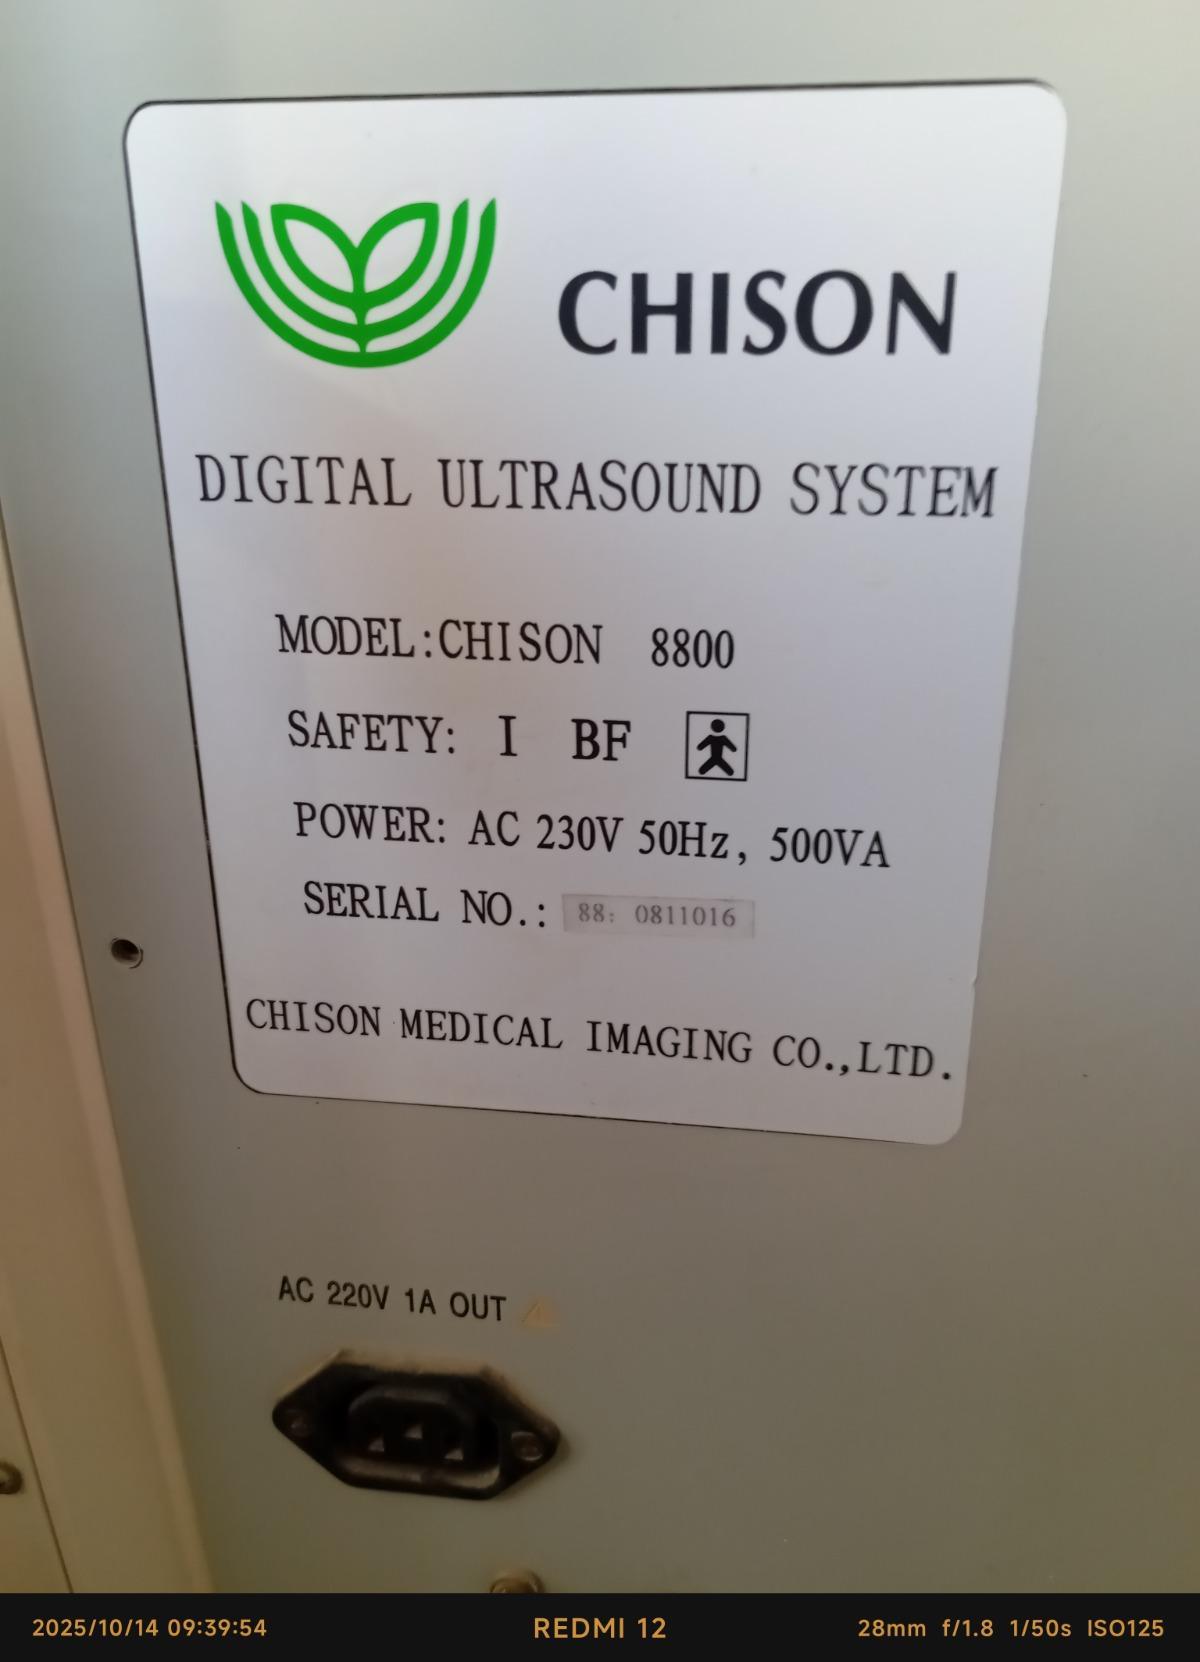 CHISON
DIGITAL ULTRASOUND SYSTEM
MODEL:CHISON 8800
SAFETY: I BF
POWER: AC 230V 50Hz, 500VA
SERIAL NO.: 88: 0811016
CHISON MEDICAL IMAGING CO.,LTD.
AC 220V 1A OUT
2025/10/14 09:39:54 REDMI 12 28mm f/1.8 1/50s ISO125